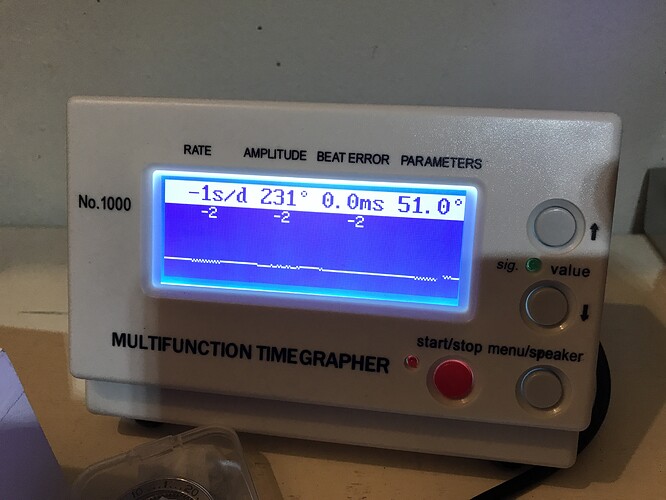 RATE AMPLITUDE BEAT ERROR PARAMETERS
No.1000
-1s/d 231° 0.0ms 51.0°
-2 -2 -2
sig. value
MULTIFUNCTION TIMEGRAPHER
start/stop menu/speaker